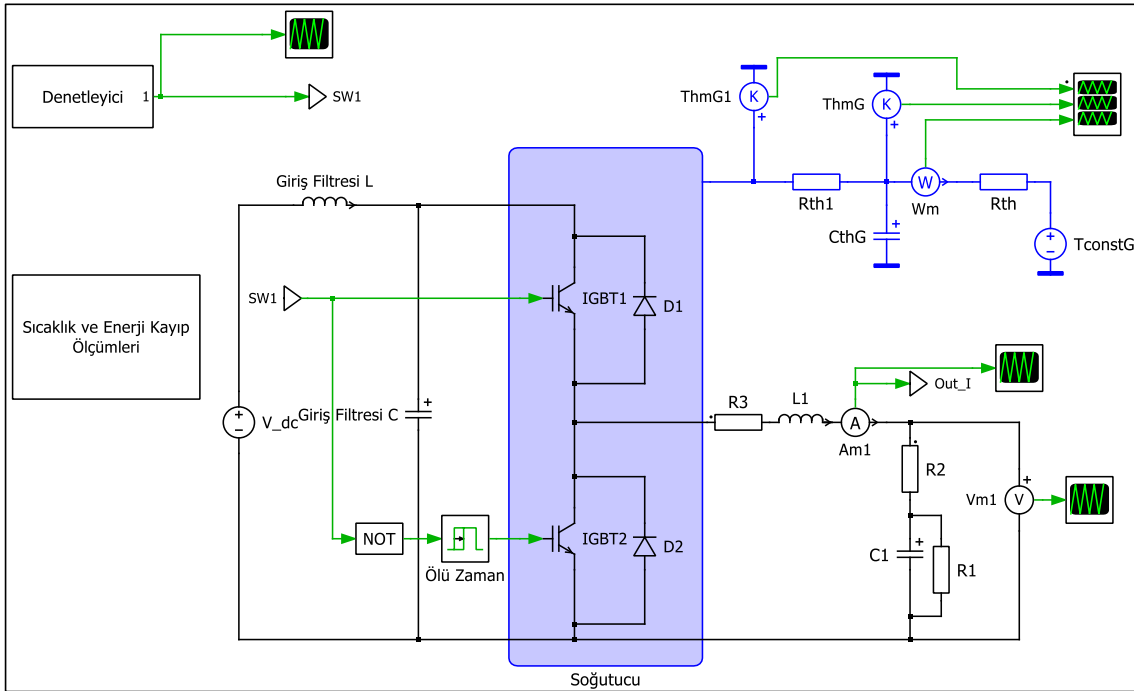 Denetleyici
1
SW1
ThmG1
K
ThmG
K
Rth1
W
Wm
Rth
CthG
TconstG
Giriş Filtresi L
SW1
IGBT1
D1
Sıcaklık ve Enerji Kayıp
Ölçümleri
V_dc
Giriş Filtresi C
R3
L1
A
Am1
Out_I
R2
Vm1
V
NOT
Ölü Zaman
IGBT2
D2
C1
R1
Soğutucu